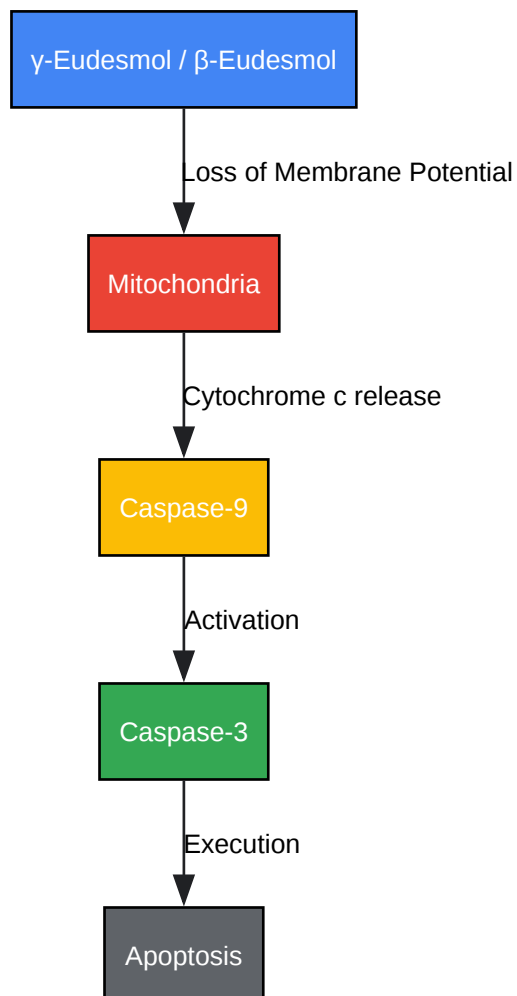 γ-Eudesmol / β-Eudesmol
Loss of Membrane Potential
Mitochondria
Cytochrome c release
Caspase-9
Activation
Caspase-3
Execution
Apoptosis